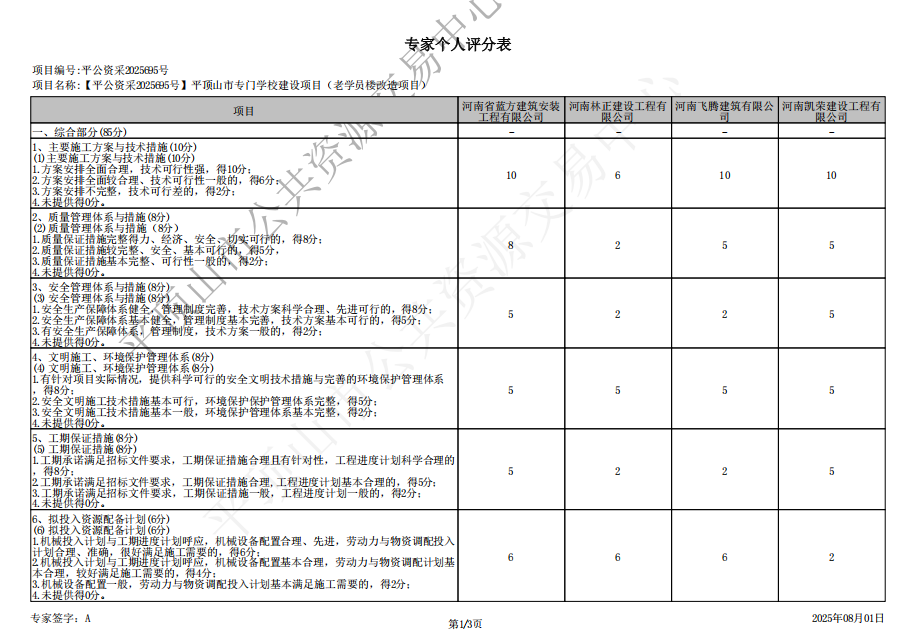 专家个人评分表
项目编号:平公资采2025695号
项目名称:【平公资采2025695号】平顶山市专门学校建设项目（老学员楼改造项目）
项目 河南省蓝方建筑安装工程有限公司 河南林正建设工程有限公司 河南飞腾建筑有限公司 河南凯荣建设工程有限公司
一、综合部分(85分) - - - -
1、主要施工方案与技术措施(10分)
(1)主要施工方案与技术措施(10分)
1.方案安排全面合理，技术可行性强，得10分；
2.方案安排全面较合理、技术可行性一般的，得6分；
3.方案安排不完整，技术可行差的，得2分；
4.未提供得0分。
10 6 10 10
2、质量管理体系与措施(8分)
(2)质量管理体系与措施（8分）
1.质量保证措施完整得力、经济、安全、切实可行的，得8分；
2.质量保证措施较完整、安全、基本可行的，得5分，
3.质量保证措施基本完整、可行性一般的，得2分；
4.未提供得0分。
8 2 5 5
3、安全管理体系与措施(8分)
(3)安全管理体系与措施(8分)
1.安全生产保障体系健全，管理制度完善，技术方案科学合理、先进可行的，得8分；
2.安全生产保障体系基本健全，管理制度基本完善，技术方案基本可行的，得5分；
3.有安全生产保障体系，管理制度，技术方案一般的，得2分；
4.未提供得0分。
5 2 2 5
4、文明施工、环境保护管理体系(8分)
(4)文明施工、环境保护管理体系(8分)
1.有针对项目实际情况，提供科学可行的安全文明技术措施与完善的环境保护管理体系
，得8分；
2.安全文明施工技术措施基本可行，环境保护保护管理体系完整，得5分；
3.安全文明施工技术措施基本一般，环境保护管理体系基本完整，得2分；
4.未提供得0分。
5 5 5 5
5、工期保证措施(8分)
(5)工期保证措施(8分)
1.工期承诺满足招标文件要求，工期保证措施合理且有针对性，工程进度计划科学合理的
，得8分；
2.工期承诺满足招标文件要求，工期保证措施合理,工程进度计划基本合理的，得5分；
3.工期承诺满足招标文件要求，工期保证措施一般，工程进度计划一般的，得2分；
4.未提供得0分。
5 2 2 5
6、拟投入资源配备计划(6分)
(6)拟投入资源配备计划(6分)
1.机械投入计划与工期进度计划呼应，机械设备配置合理、先进，劳动力与物资调配投入
计划合理、准确，很好满足施工需要的，得6分；
2.机械投入计划与工期进度计划呼应，机械设备配置基本合理，劳动力与物资调配计划基
本合理，较好满足施工需要的，得4分；
3.机械设备配置一般，劳动力与物资调配投入计划基本满足施工需要的，得2分；
4.未提供得0分。
6 6 6 2
专家签字：A
2025年08月01日
第1/3页
平顶山市公共资源交易中心
平顶山市公共资源交易中心